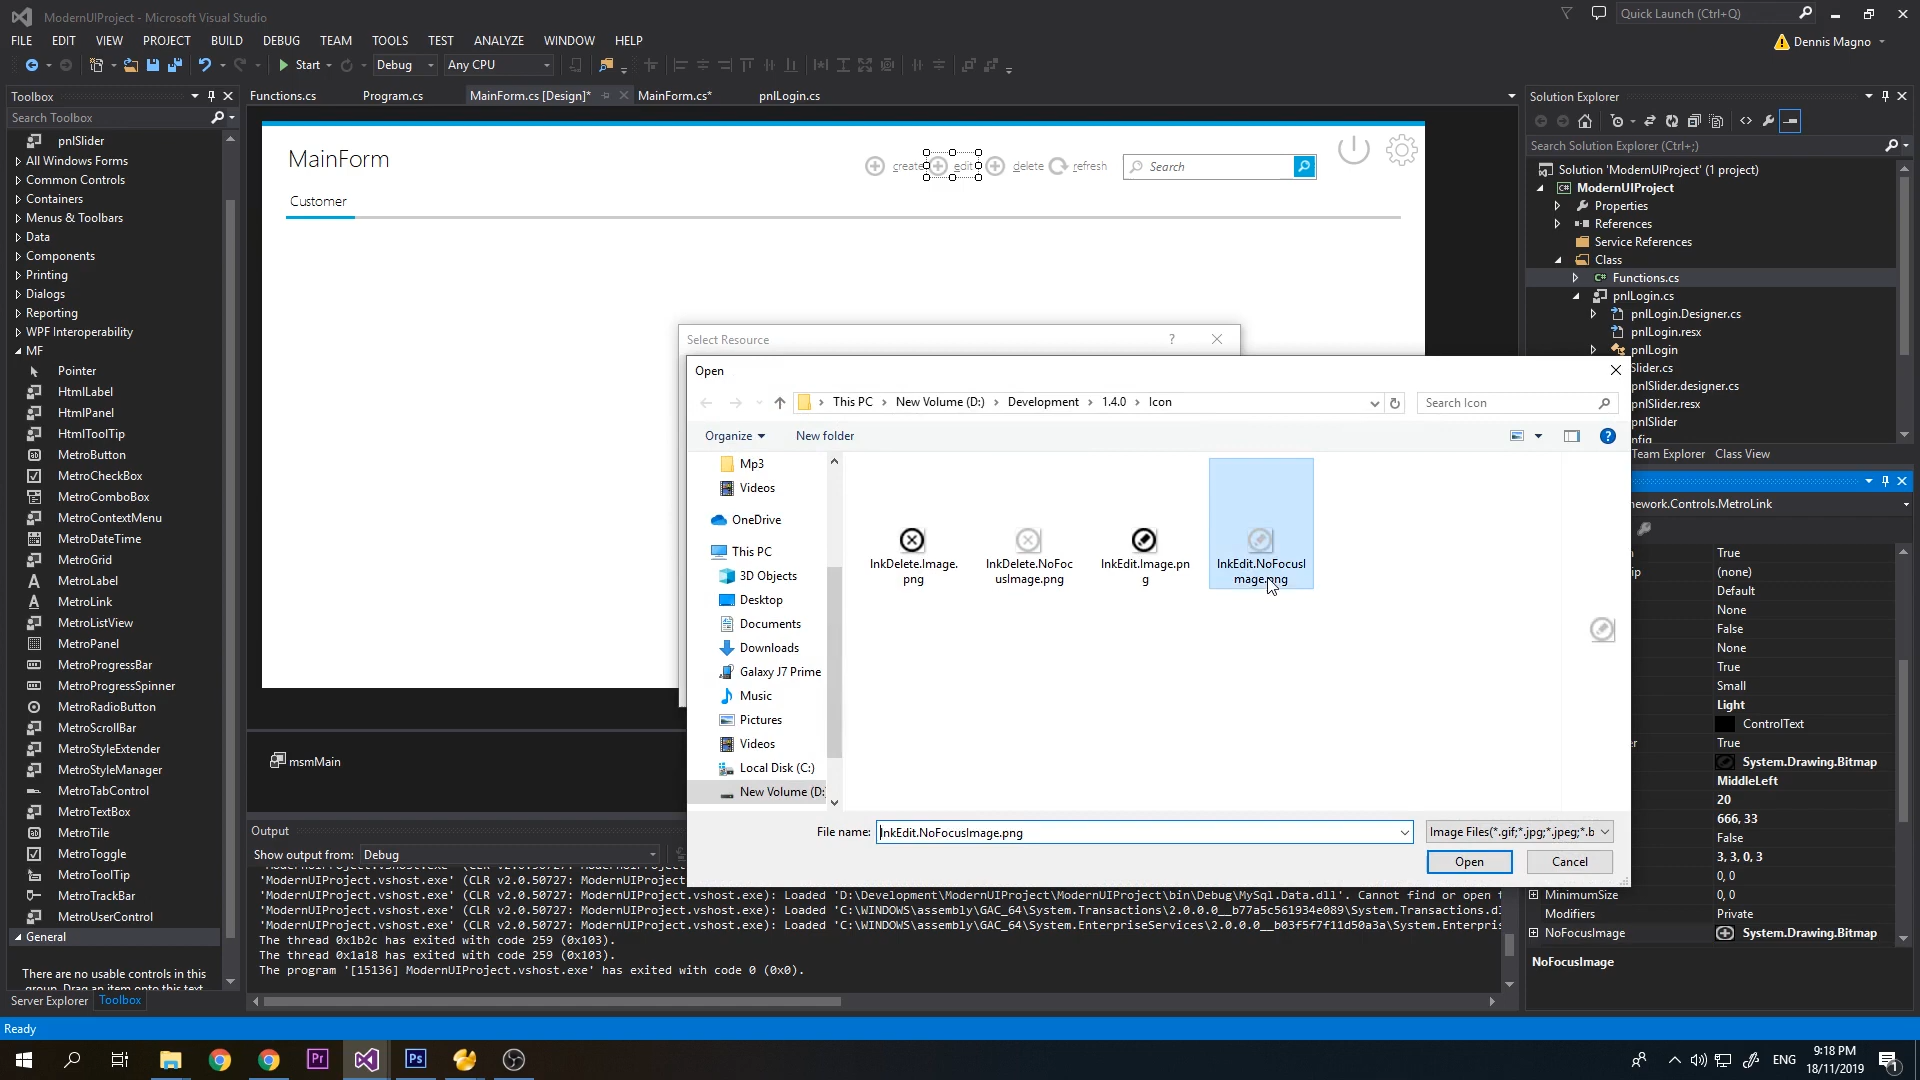 ModernUIProject - Microsoft Visual Studio
Quick Launch (Ctrl+Q)
FILE EDIT VIEW PROJECT BUILD DEBUG TEAM TOOLS TEST ANALYZE WINDOW HELP
Dennis Magno
Start Debug Any CPU
Toolbox
Search Toolbox
pnlSlider
All Windows Forms
Common Controls
Containers
Menus & Toolbars
Data
Components
Printing
Dialogs
Reporting
WPF Interoperability
MF
Pointer
HtmlLabel
HtmlPanel
HtmlToolTip
MetroButton
MetroCheckBox
MetroComboBox
MetroContextMenu
MetroDateTime
MetroGrid
MetroLabel
MetroLink
MetroListView
MetroPanel
MetroProgressBar
MetroProgressSpinner
MetroRadioButton
MetroScrollBar
MetroStyleExtender
MetroStyleManager
MetroTabControl
MetroTextBox
MetroTile
MetroToggle
MetroToolTip
MetroTrackBar
MetroUserControl
General
There are no usable controls in this
group. Drag an item onto this text
Server Explorer Toolbox
Functions.cs Program.cs MainForm.cs [Design]* MainForm.cs* pnlLogin.cs
MainForm
create edit delete refresh Search
Customer
Select Resource
?
Open
This PC New Volume (D:) Development 1.4.0 Icon
Search Icon
Organize New folder
Mp3
Videos
OneDrive
This PC
3D Objects
Desktop
Documents
Downloads
Galaxy J7 Prime
Music
Pictures
Videos
Local Disk (C:)
New Volume (D:
lnkDelete.Image.
png
lnkDelete.NoFoc
usImage.png
lnkEdit.Image.pn
g
lnkEdit.NoFocusI
mage.png
File name: lnkEdit.NoFocusImage.png
Image Files(*.gif;*.jpg;*.jpeg;*.b
Open Cancel
msmMain
Output
Show output from: Debug
'ModernUIProject.vshost.exe' (CLR v2.0.50727: ModernUIProject
'ModernUIProject.vshost.exe' (CLR v2.0.50727: ModernUIProject.vshost.exe): Loaded 'D:\Development\ModernUIProject\ModernUIProject\bin\Debug\MySql.Data.dll'. Cannot find or open t
'ModernUIProject.vshost.exe' (CLR v2.0.50727: ModernUIProject.vshost.exe): Loaded 'C:\WINDOWS\assembly\GAC_64\System.Transactions\2.0.0.0__b77a5c561934e089\System.Transactions.dl
'ModernUIProject.vshost.exe' (CLR v2.0.50727: ModernUIProject.vshost.exe): Loaded 'C:\WINDOWS\assembly\GAC_64\System.EnterpriseServices\2.0.0.0__b03f5f7f11d50a3a\System.Enterpris
The thread 0x1b2c has exited with code 259 (0x103).
The thread 0x1a18 has exited with code 259 (0x103).
The program '[15136] ModernUIProject.vshost.exe' has exited with code 0 (0x0).
Solution Explorer
Search Solution Explorer (Ctrl+;)
Solution 'ModernUIProject' (1 project)
ModernUIProject
Properties
References
Service References
Class
Functions.cs
pnlLogin.cs
pnlLogin.Designer.cs
pnlLogin.resx
pnlLogin
Slider.cs
pnlSlider.designer.cs
pnlSlider.resx
pnlSlider
Team Explorer Class View
ework.Controls.MetroLink
True
(none)
Default
None
False
None
True
Small
Light
ControlText
True
System.Drawing.Bitmap
MiddleLeft
20
666, 33
False
3, 3, 0, 3
0, 0
MinimumSize 0, 0
Modifiers Private
NoFocusImage System.Drawing.Bitmap
NoFocusImage
Ready
Pr
Ps
ENG
9:18 PM
18/11/2019
1